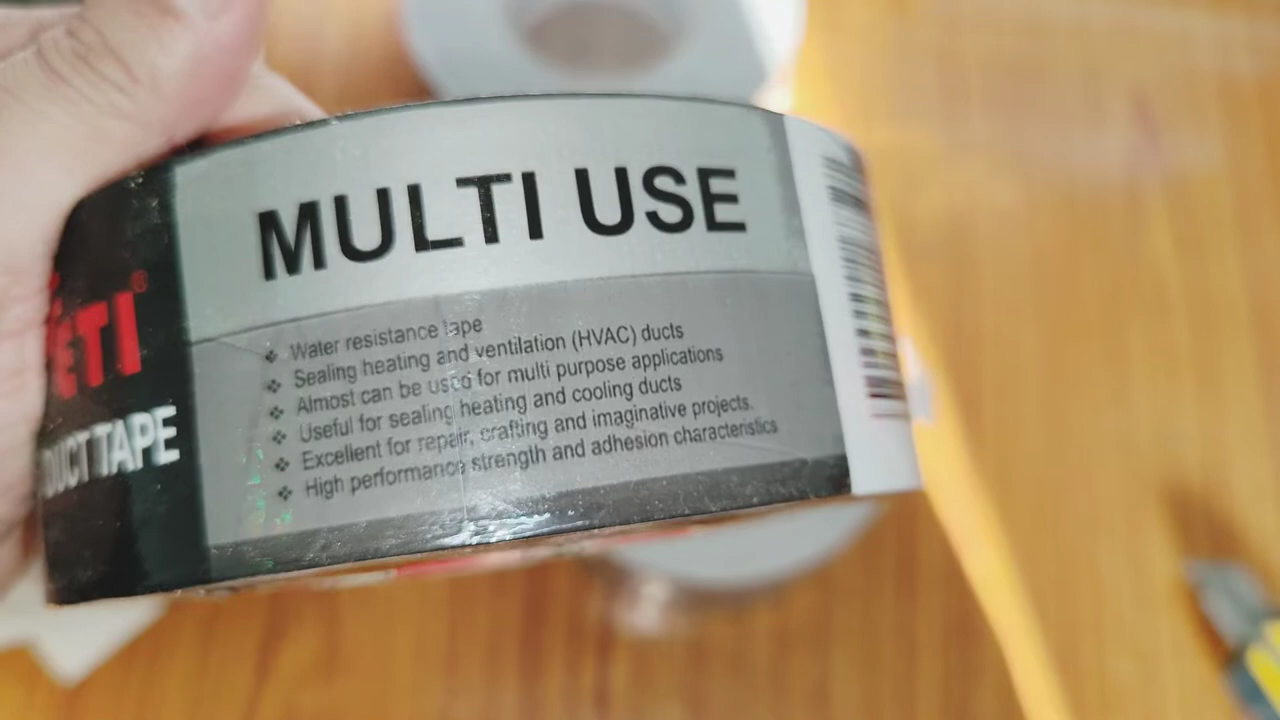 MULTI USE
ETI®
DUCT TAPE
❖ Water resistance tape
❖ Sealing heating and ventilation (HVAC) ducts
❖ Almost can be used for multi purpose applications
❖ Useful for sealing heating and cooling ducts
❖ Excellent for repair, crafting and imaginative projects.
❖ High performance strength and adhesion characteristics